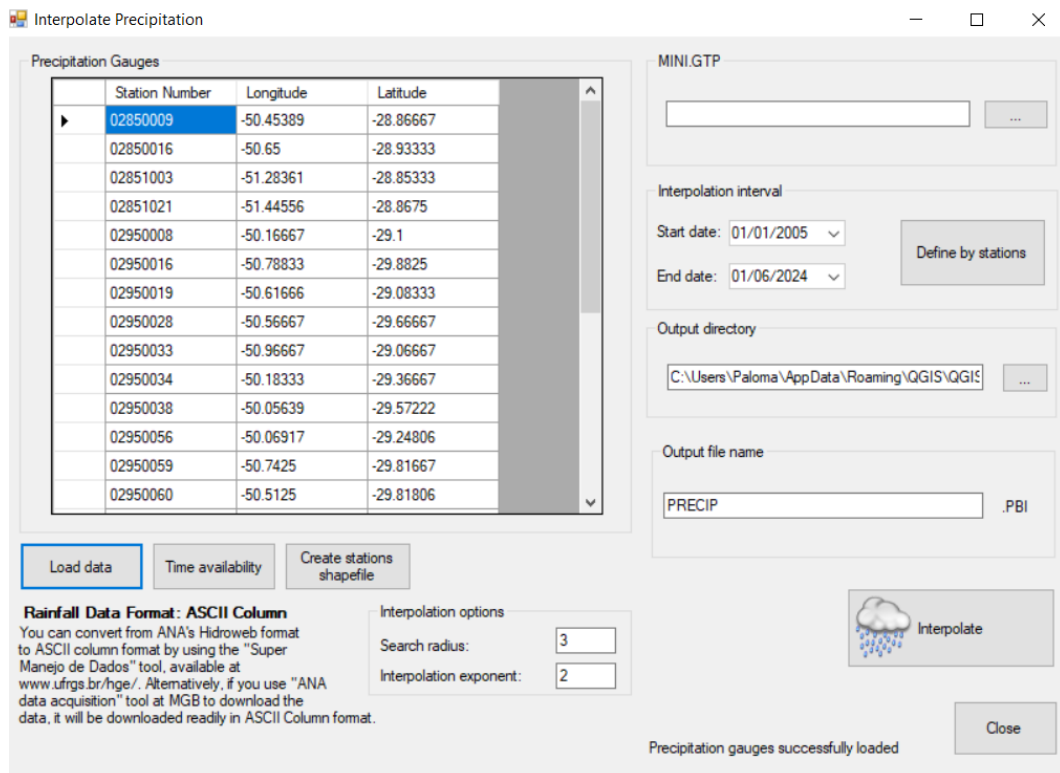 Interpolate Precipitation
Precipitation Gauges
Station Number Longitude Latitude
02850009 -50.45389 -28.86667
02850016 -50.65 -28.93333
02851003 -51.28361 -28.85333
02851021 -51.44556 -28.8675
02950008 -50.16667 -29.1
02950016 -50.78833 -29.8825
02950019 -50.61666 -29.08333
02950028 -50.56667 -29.66667
02950033 -50.96667 -29.06667
02950034 -50.18333 -29.36667
02950038 -50.05639 -29.57222
02950056 -50.06917 -29.24806
02950059 -50.7425 -29.81667
02950060 -50.5125 -29.81806
Load data
Time availability
Create stations
shapefile
Rainfall Data Format: ASCII Column
You can convert from ANA's Hidroweb format
to ASCII column format by using the "Super
Manejo de Dados" tool, available at
www.ufrgs.br/hge/. Alternatively, if you use "ANA
data acquisition" tool at MGB to download the
data, it will be downloaded readily in ASCII Column format.
Interpolation options
Search radius: 3
Interpolation exponent: 2
MINI.GTP
...
Interpolation interval
Start date: 01/01/2005
End date: 01/06/2024
Define by stations
Output directory
C:\Users\Paloma\AppData\Roaming\QGIS\QGIS
...
Output file name
PRECIP .PBI
Interpolate
Close
Precipitation gauges successfully loaded